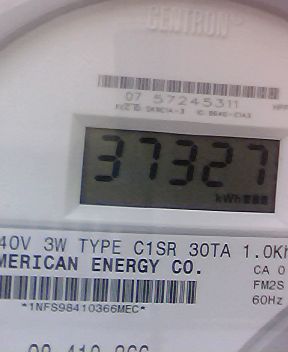 CENTRON
07 57245311
37327
kWh
40V 3W TYPE C1SR 30TA 1.0Kh
MERICAN ENERGY CO.
CA 0
FM2S
60Hz
*1NFS98410366MEC*